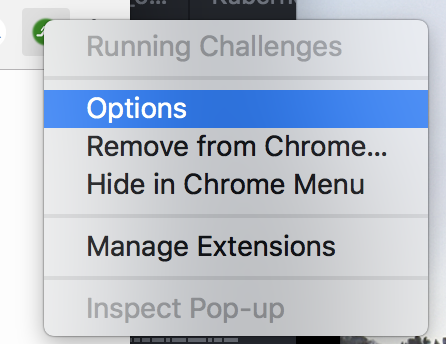 Running Challenges
Options
Remove from Chrome...
Hide in Chrome Menu
Manage Extensions
Inspect Pop-up